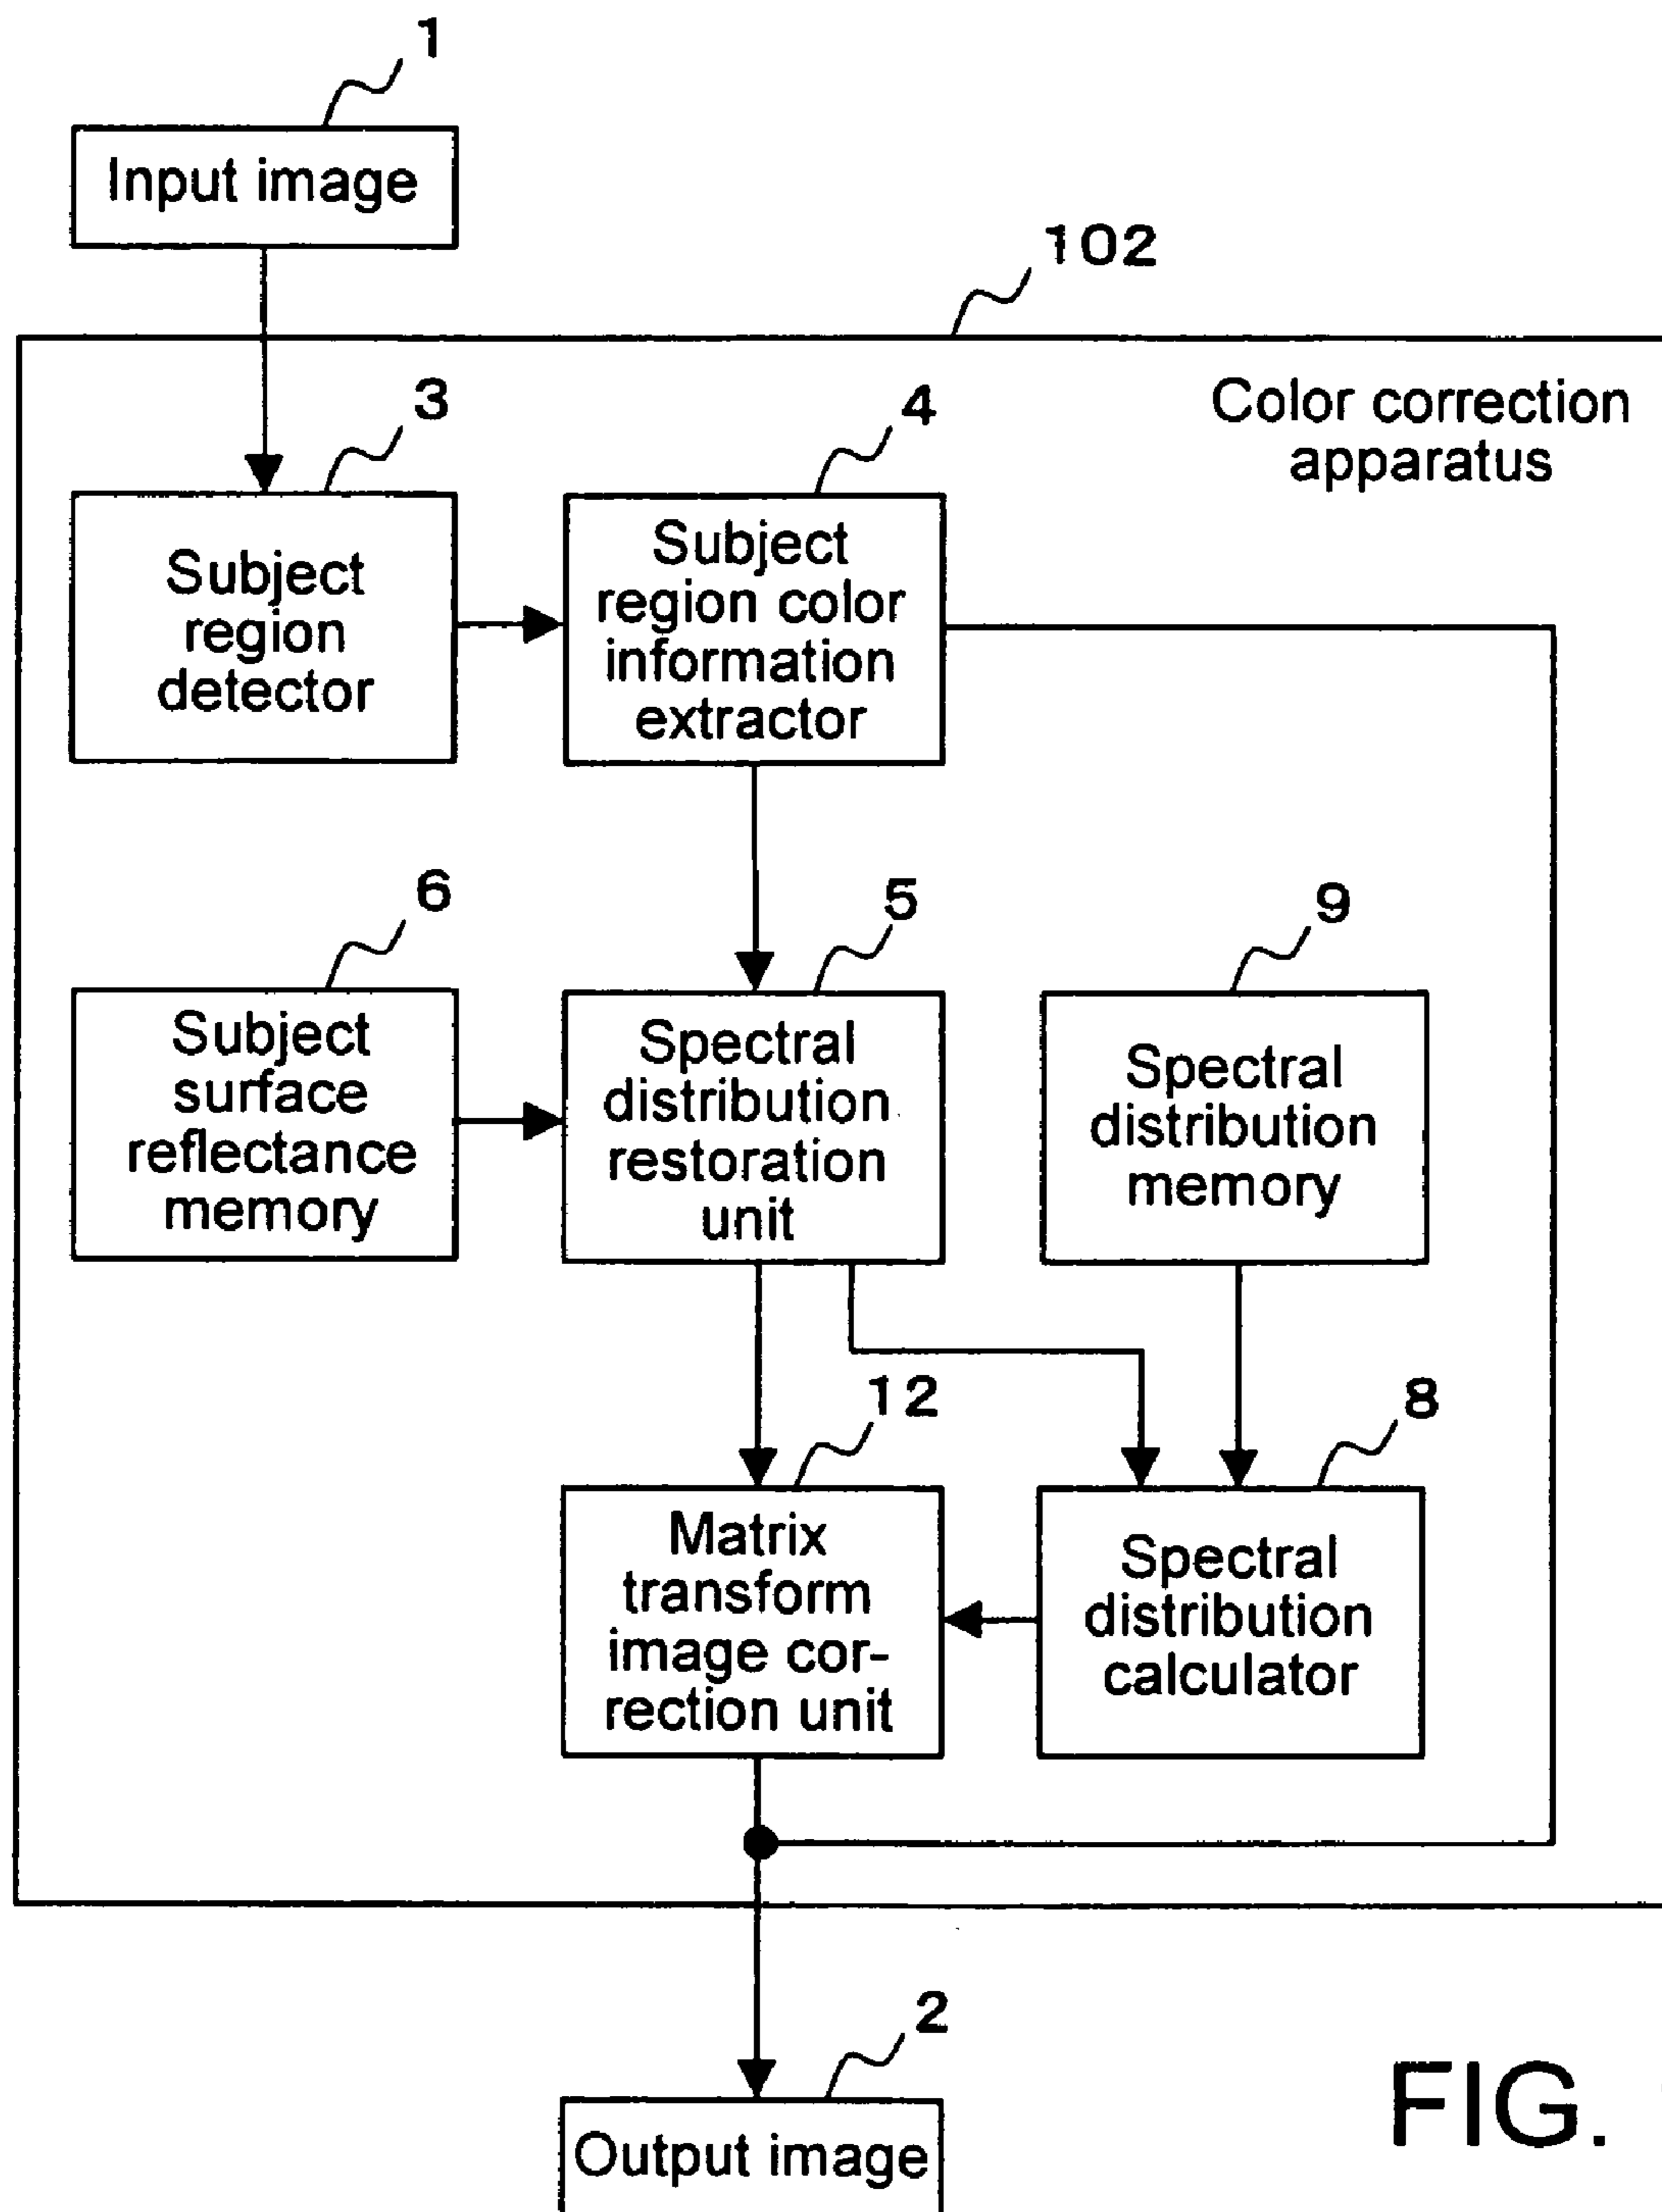 1
Input image
102
Color correction
apparatus
3
Subject
region
detector
4
Subject
region color
information
extractor
6
Subject
surface
reflectance
memory
5
Spectral
distribution
restoration
unit
9
Spectral
distribution
memory
12
Matrix
transform
image cor-
rection unit
8
Spectral
distribution
calculator
2
Output image
FIG.